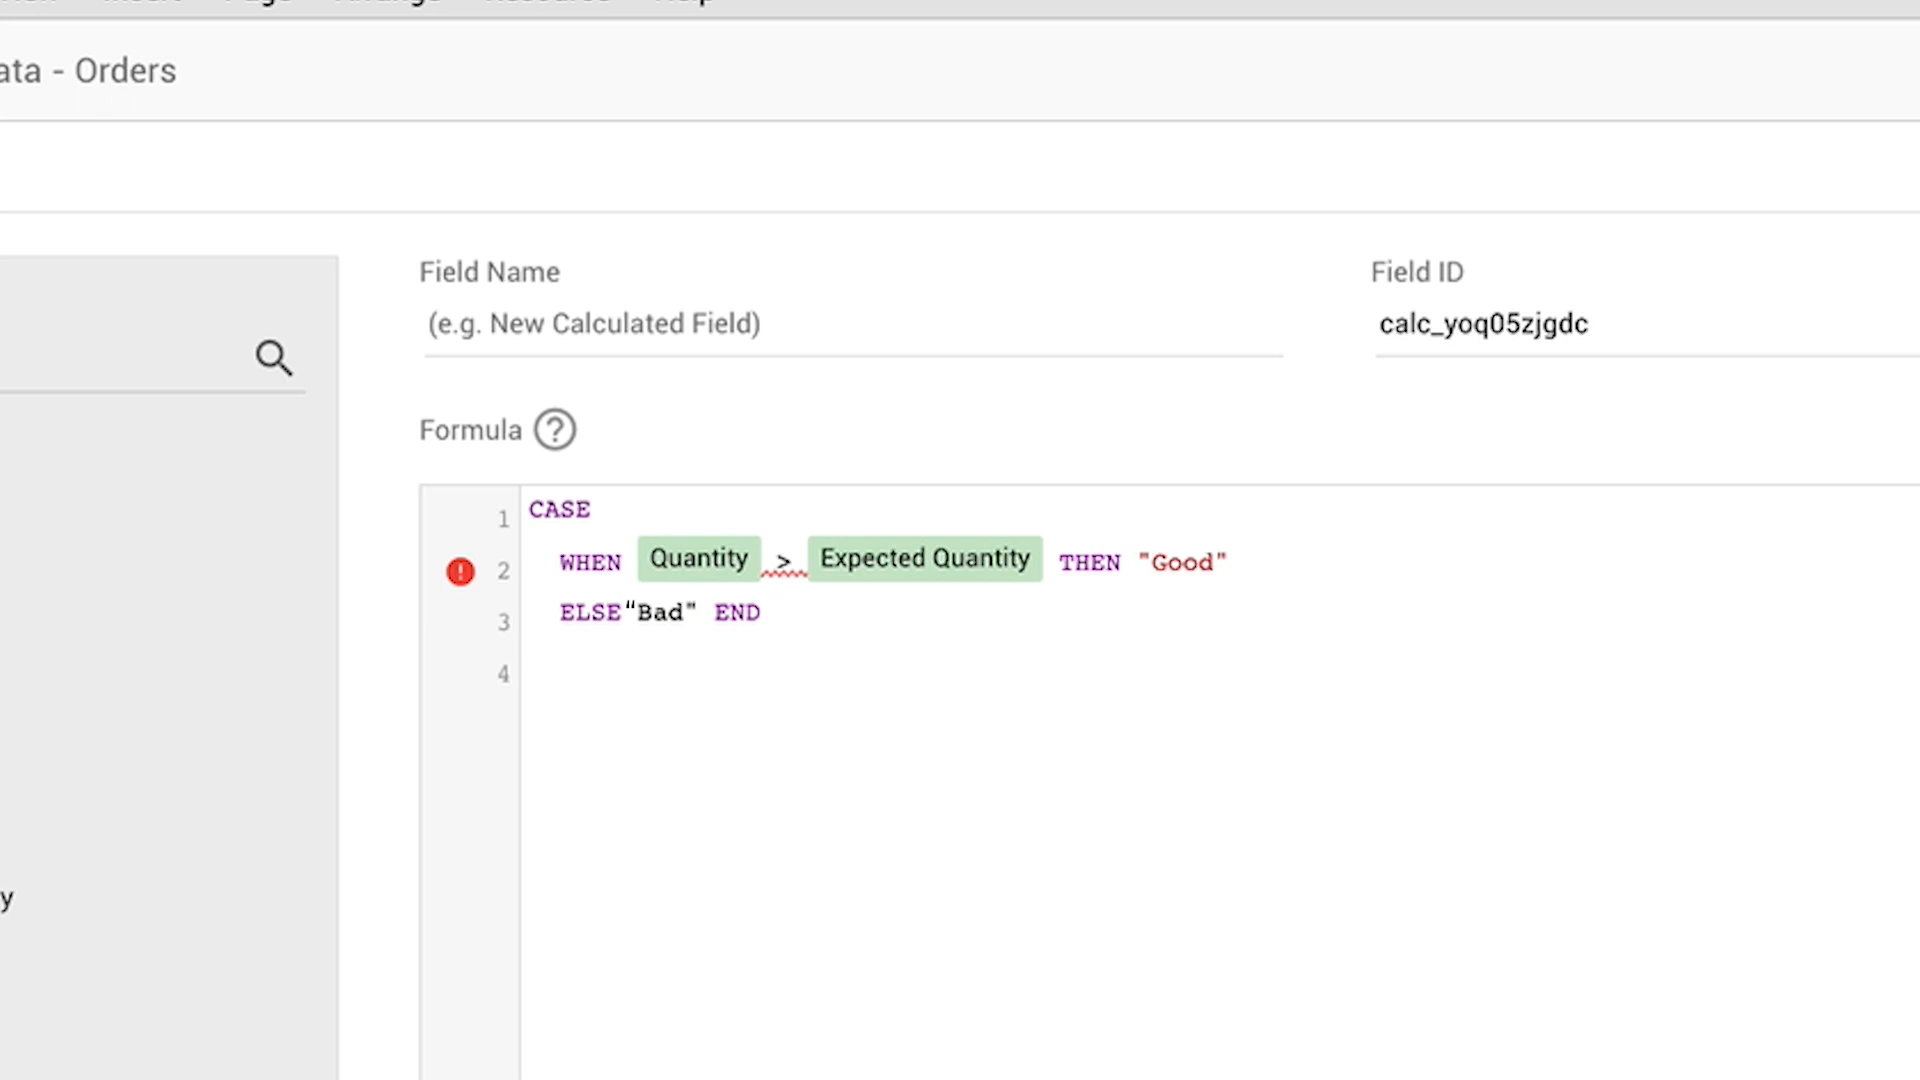 - Orders
Field Name
Field ID
(e.g. New Calculated Field)
calc_yoq05zjgdc
Formula ?
1 CASE
2 WHEN Quantity > Expected Quantity THEN "Good"
3 ELSE“Bad" END
4
y